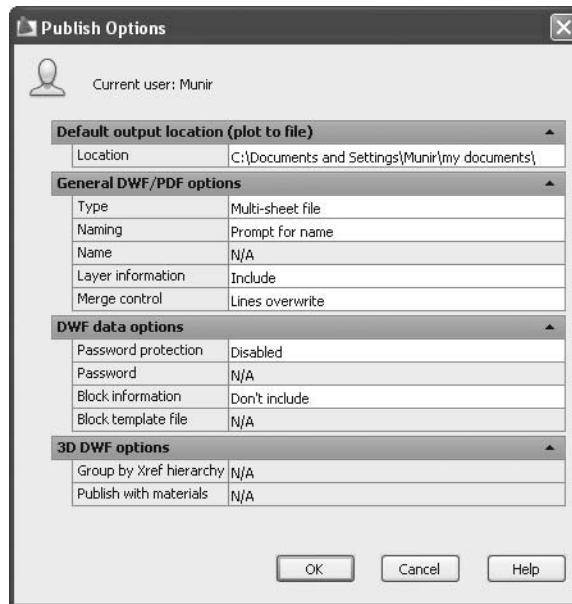 Publish Options
Current user: Munir
Default output location (plot to file)
Location C:\Documents and Settings\Munir\my documents\
General DWF/PDF options
Type Multi-sheet file
Naming Prompt for name
Name N/A
Layer information Include
Merge control Lines overwrite
DWF data options
Password protection Disabled
Password N/A
Block information Don't include
Block template file N/A
3D DWF options
Group by Xref hierarchy N/A
Publish with materials N/A
OK Cancel Help